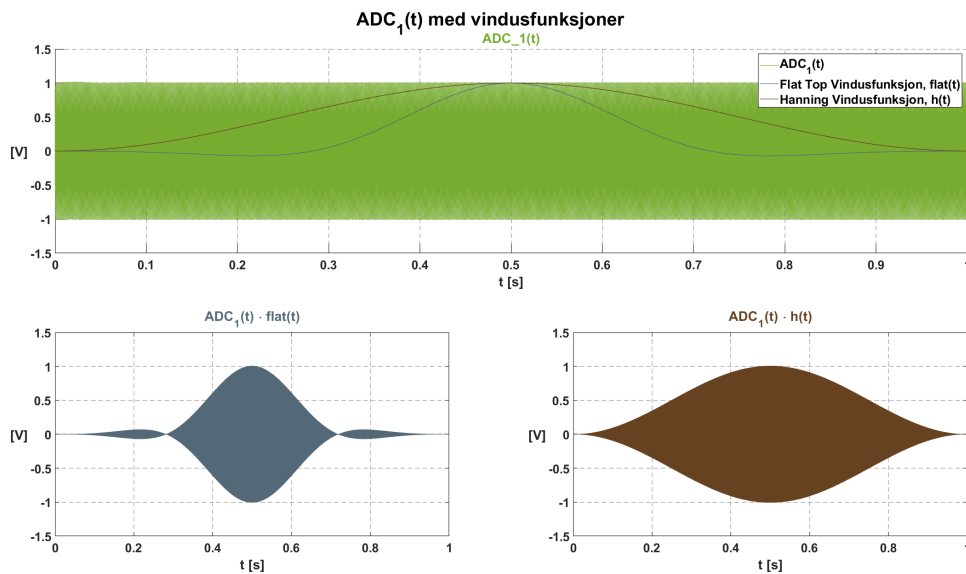 ADC1(t) med vindusfunksjoner
ADC_1(t)
1.5
1
0.5
0
-0.5
-1
-1.5
[V]
ADC1(t)
Flat Top Vindusfunksjon, flat(t)
Hanning Vindusfunksjon, h(t)
0 0.1 0.2 0.3 0.4 0.5 0.6 0.7 0.8 0.9 1
t [s]
ADC1(t) · flat(t)
1.5
1
0.5
0
-0.5
-1
-1.5
[V]
0 0.2 0.4 0.6 0.8 1
t [s]
ADC1(t) · h(t)
1.5
1
0.5
0
-0.5
-1
-1.5
[V]
0 0.2 0.4 0.6 0.8 1
t [s]